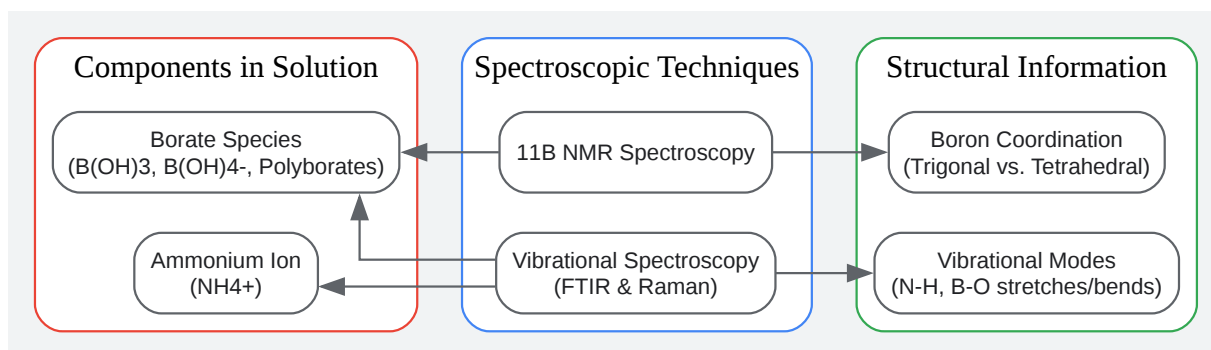 Components in Solution
Borate Species
(B(OH)3, B(OH)4-, Polyborates)
Ammonium Ion
(NH4+)
Spectroscopic Techniques
11B NMR Spectroscopy
Vibrational Spectroscopy
(FTIR & Raman)
Structural Information
Boron Coordination
(Trigonal vs. Tetrahedral)
Vibrational Modes
(N-H, B-O stretches/bends)